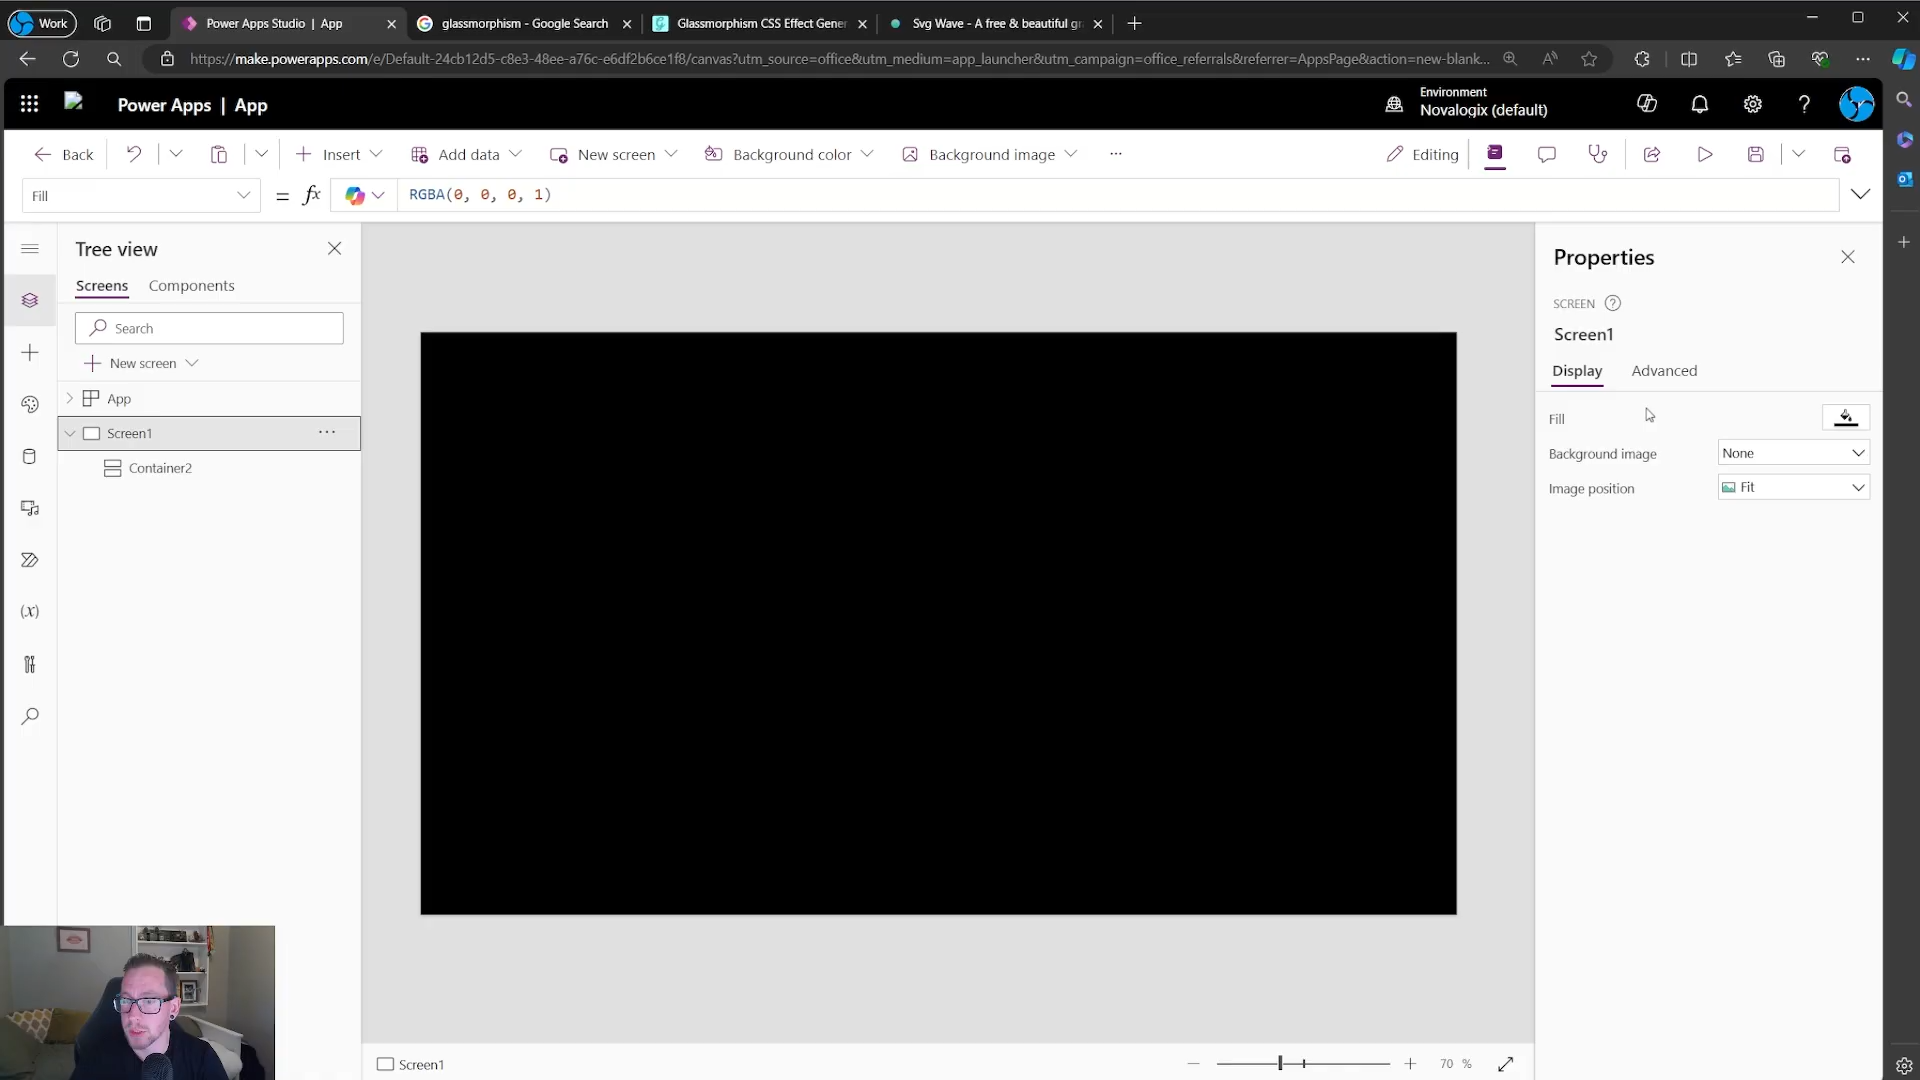 Work
Power Apps Studio | App
glassmorphism - Google Search
Glassmorphism CSS Effect Gener
Svg Wave - A free & beautiful gr
https://make.powerapps.com/e/Default-24cb12d5-c8e3-48ee-a76c-e6df2b6ce1f8/canvas?utm_source=office&utm_medium=app_launcher&utm_campaign=office_referrals&referrer=AppsPage&action=new-blank...
Power Apps | App
Environment
Novalogix (default)
Back
Insert
Add data
New screen
Background color
Background image
...
Editing
Fill
= fx
RGBA(0, 0, 0, 1)
Tree view
Screens
Components
Search
New screen
App
Screen1
...
Container2
Properties
SCREEN
Screen1
Display
Advanced
Fill
Background image
None
Image position
Fit
Screen1
70 %